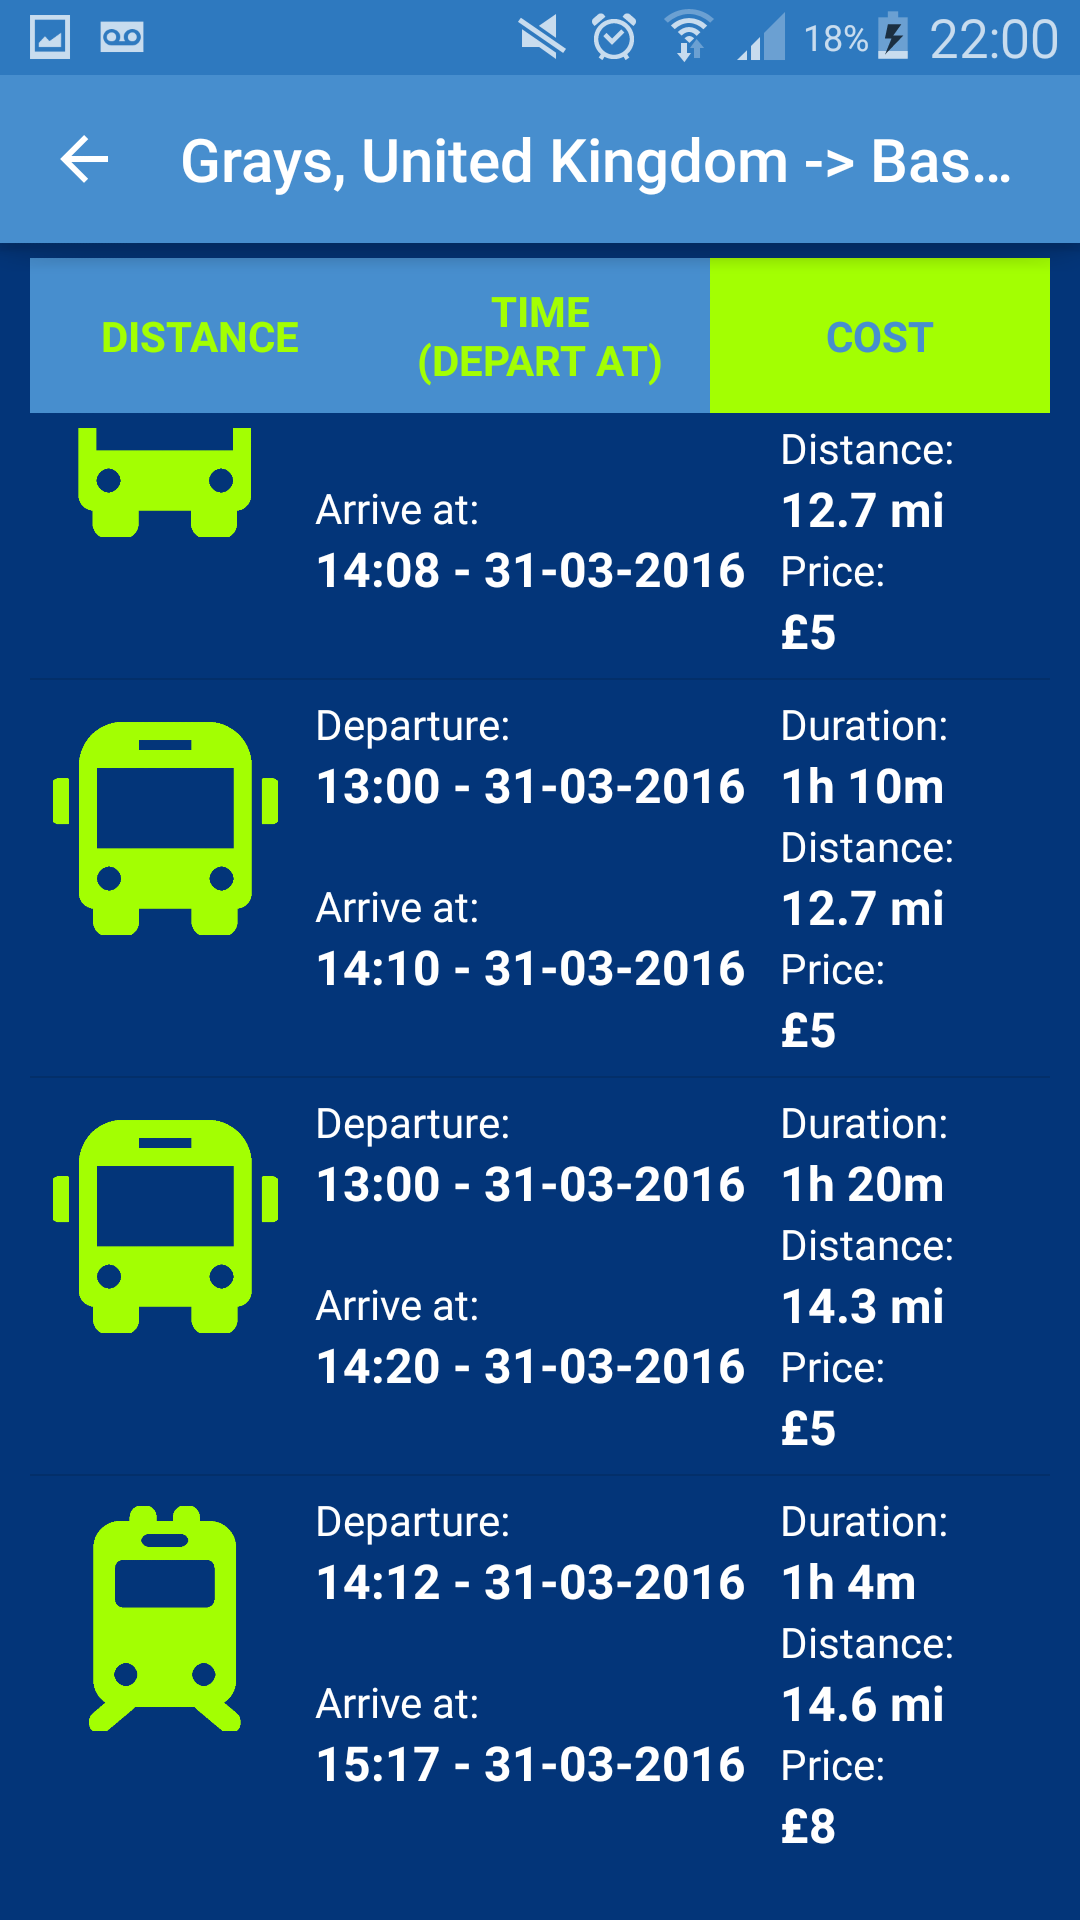 18% 22:00
Grays, United Kingdom -> Bas...
DISTANCE
TIME
(DEPART AT)
COST
Arrive at:
14:08 - 31-03-2016
Distance:
12.7 mi
Price:
£5
Departure:
13:00 - 31-03-2016
Arrive at:
14:10 - 31-03-2016
Duration:
1h 10m
Distance:
12.7 mi
Price:
£5
Departure:
13:00 - 31-03-2016
Arrive at:
14:20 - 31-03-2016
Duration:
1h 20m
Distance:
14.3 mi
Price:
£5
Departure:
14:12 - 31-03-2016
Arrive at:
15:17 - 31-03-2016
Duration:
1h 4m
Distance:
14.6 mi
Price:
£8